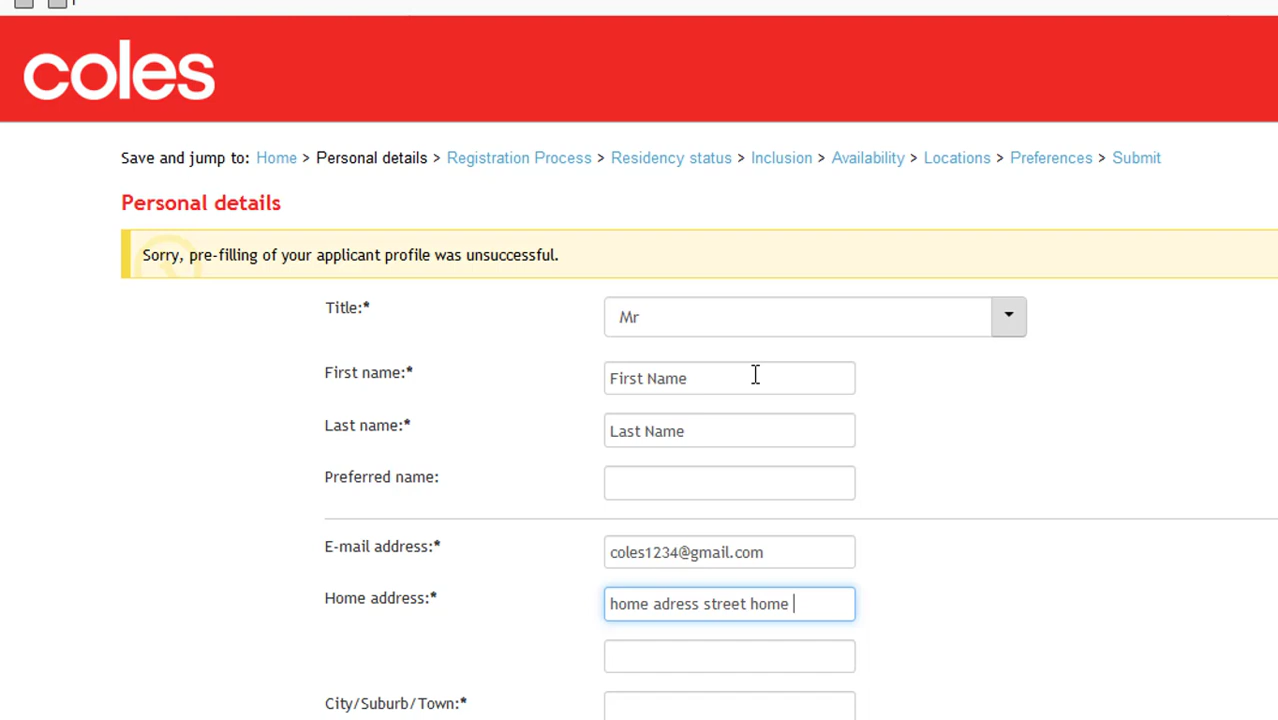 coles
Save and jump to: Home > Personal details > Registration Process > Residency status > Inclusion > Availability > Locations > Preferences > Submit
Personal details
Sorry, pre-filling of your applicant profile was unsuccessful.
Title:* Mr
First name:* First Name
Last name:* Last Name
Preferred name:
E-mail address:* coles1234@gmail.com
Home address:* home adress street home
City/Suburb/Town:*